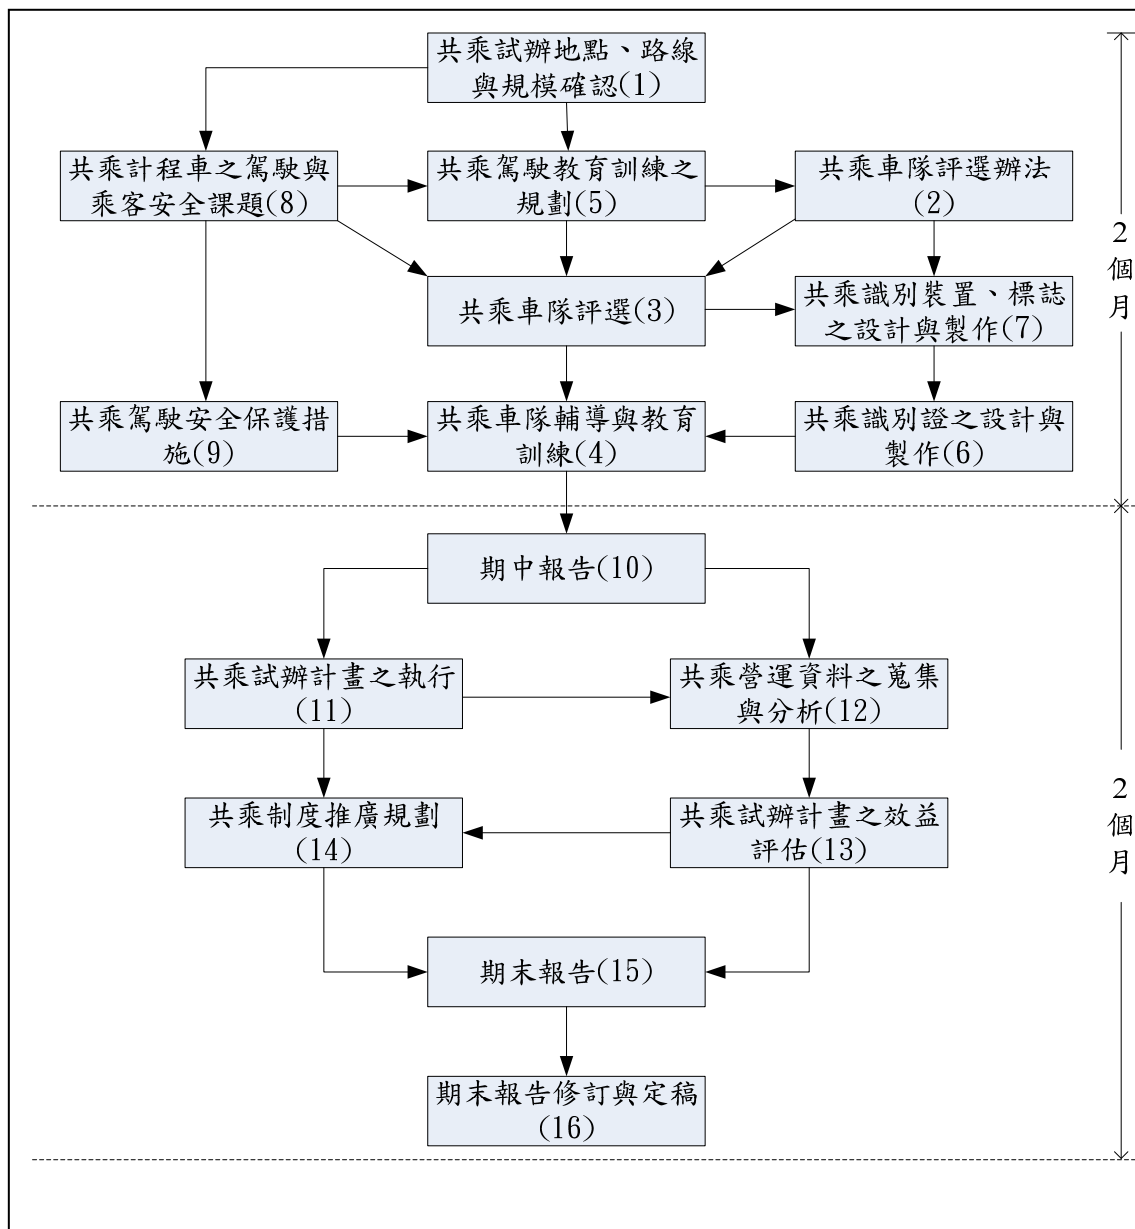 共乘試辦地點、路線
與規模確認(1)
共乘計程車之駕駛與
乘客安全課題(8)
共乘駕駛教育訓練之
規劃(5)
共乘車隊評選辦法
(2)
共乘車隊評選(3)
共乘識別裝置、標誌
之設計與製作(7)
共乘駕駛安全保護措
施(9)
共乘車隊輔導與教育
訓練(4)
共乘識別證之設計與
製作(6)
2
個
月
期中報告(10)
共乘試辦計畫之執行
(11)
共乘營運資料之蒐集
與分析(12)
共乘制度推廣規劃
(14)
共乘試辦計畫之效益
評估(13)
期末報告(15)
期末報告修訂與定稿
(16)
2
個
月